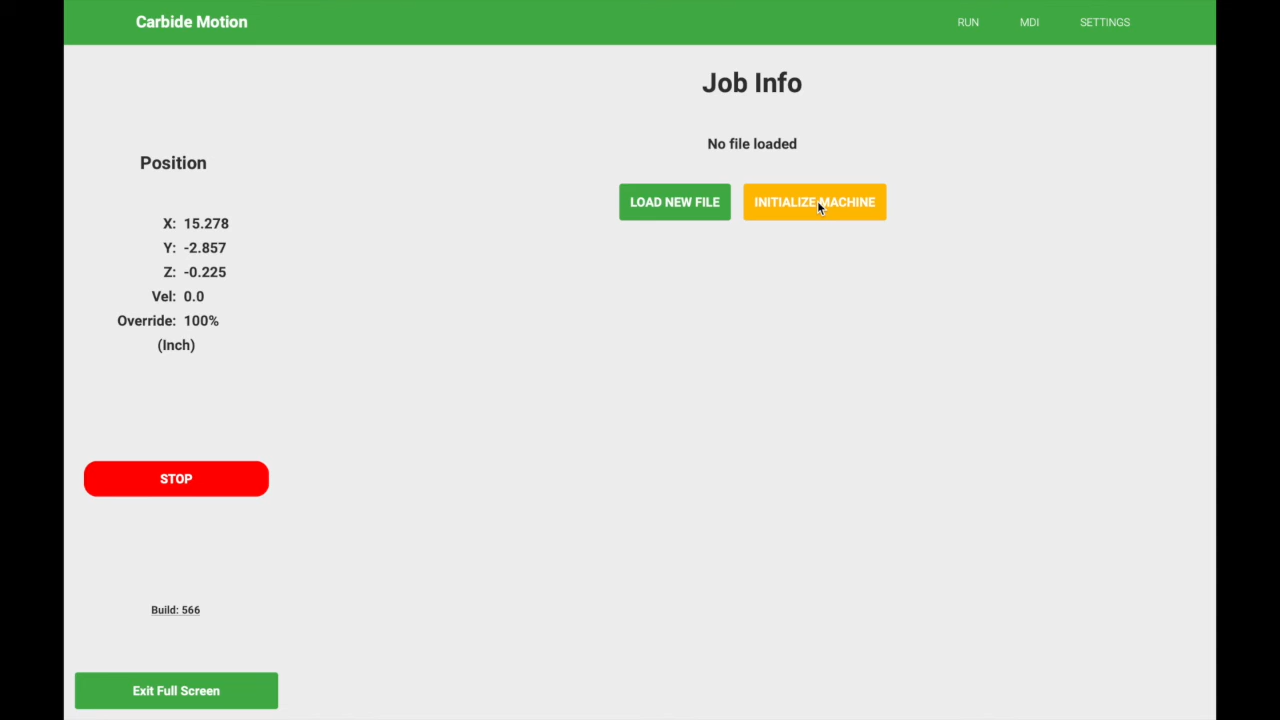 Carbide Motion
RUN MDI SETTINGS
Job Info
No file loaded
LOAD NEW FILE INITIALIZE MACHINE
Position
X: 15.278
Y: -2.857
Z: -0.225
Vel: 0.0
Override: 100%
(Inch)
STOP
Build: 566
Exit Full Screen